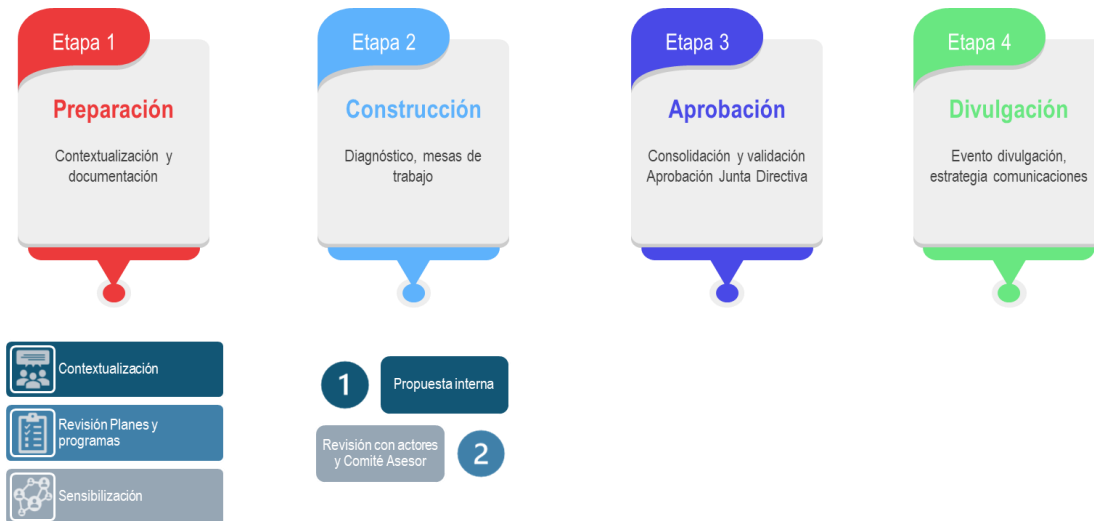 Etapa 1
Preparación
Contextualización y
documentación
Etapa 2
Construcción
Diagnóstico, mesas de
trabajo
Etapa 3
Aprobación
Consolidación y validación
Aprobación Junta Directiva
Etapa 4
Divulgación
Evento divulgación,
estrategia comunicaciones
Contextualización
Revisión Planes y
programas
Sensibilización
1
Propuesta interna
Revisión con actores
y Comité Asesor
2